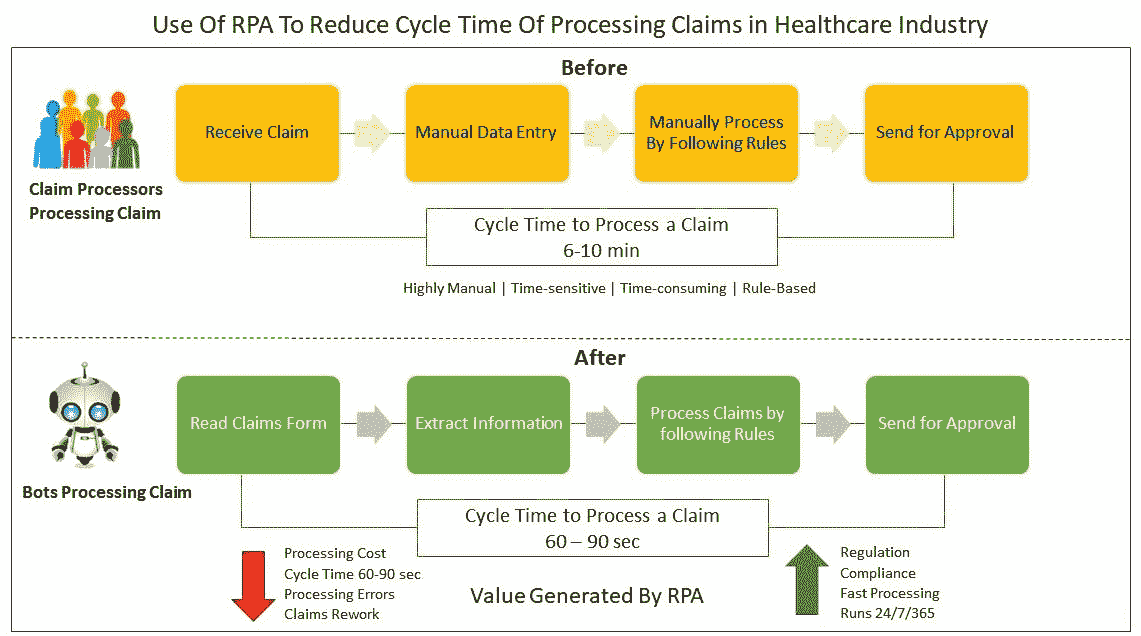 Use Of RPA To Reduce Cycle Time Of Processing Claims in Healthcare Industry
Before
Receive Claim
Manual Data Entry
Manually Process
By Following Rules
Send for Approval
Claim Processors
Processing Claim
Cycle Time to Process a Claim
6-10 min
Highly Manual | Time-sensitive | Time-consuming | Rule-Based
After
Read Claims Form
Extract Information
Process Claims by
following Rules
Send for Approval
Bots Processing Claim
Cycle Time to Process a Claim
60 – 90 sec
Processing Cost
Cycle Time 60-90 sec
Processing Errors
Claims Rework
Value Generated By RPA
Regulation
Compliance
Fast Processing
Runs 24/7/365